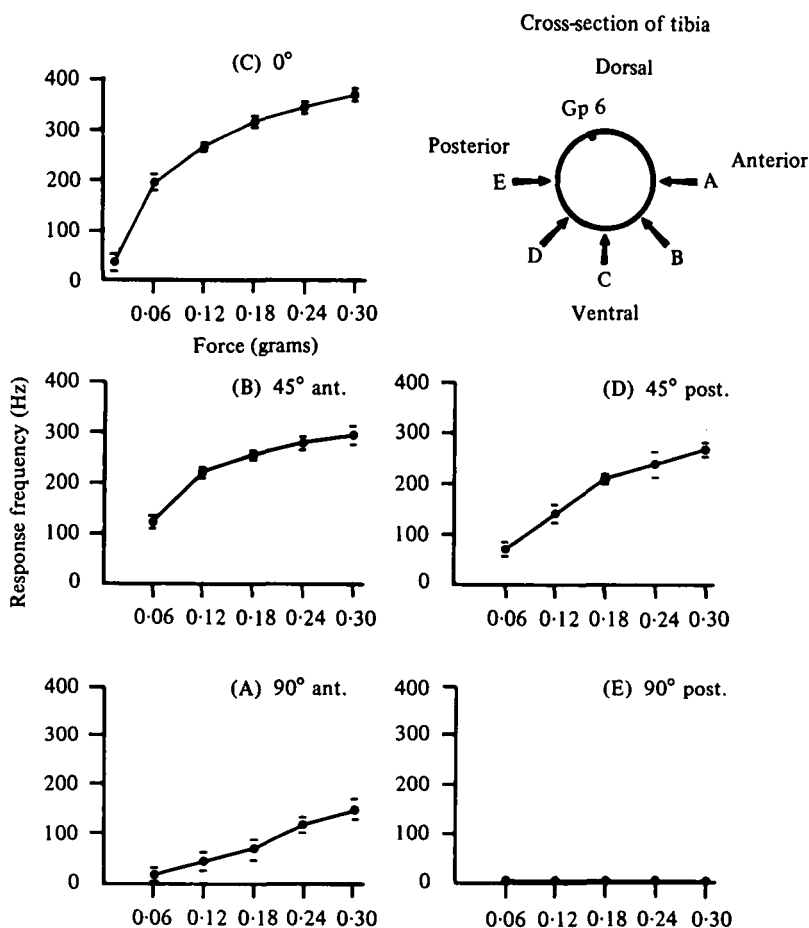 Cross-section of tibia
(C) 0°
Dorsal
400
300
200
100
0
Gp 6
Posterior
Anterior
E
A
D
B
C
Ventral
0·06 0·12 0·18 0·24 0·30
Force (grams)
Response frequency (Hz)
(B) 45° ant.
400
300
200
100
0
0·06 0·12 0·18 0·24 0·30
(D) 45° post.
400
300
200
100
0
0·06 0·12 0·18 0·24 0·30
(A) 90° ant.
400
300
200
100
0
0·06 0·12 0·18 0·24 0·30
(E) 90° post.
400
300
200
100
0
0·06 0·12 0·18 0·24 0·30